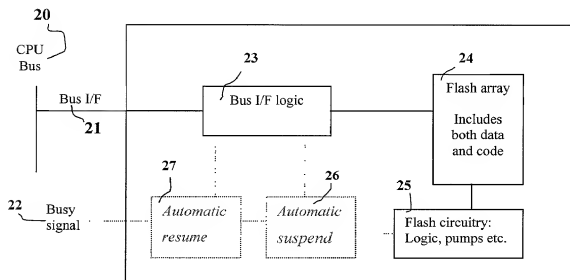 20
CPU
Bus
23
24
Bus I/F
Bus I/F logic
Flash array
Includes
both data
and code
21
27
26
25
22
Busy
signal
Automatic
resume
Automatic
suspend
Flash circuitry:
Logic, pumps etc.